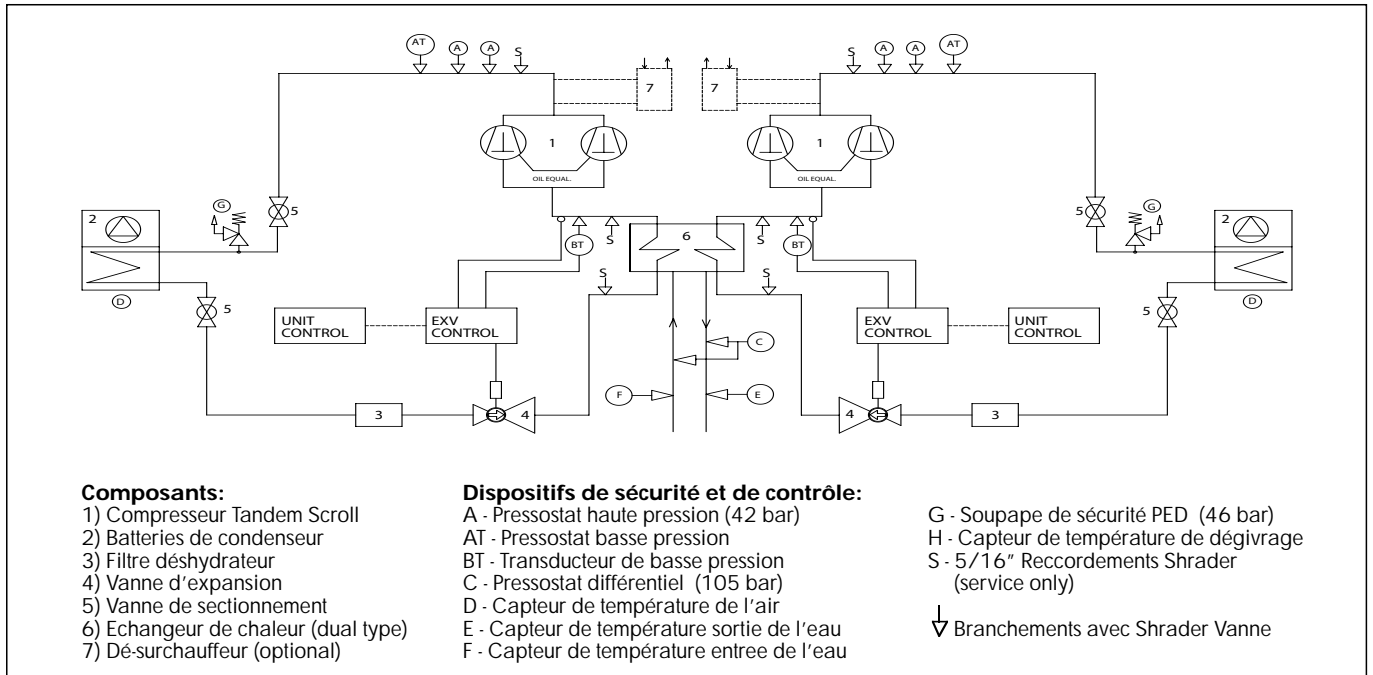 AT A A S S A A AT
7 7
1 1
OIL EQUAL. OIL EQUAL.
G 5 5 G
2 2
6
BT S S BT
D S S D
5 5
UNIT
CONTROL
EXV
CONTROL
EXV
CONTROL
UNIT
CONTROL
C
F E
3 4 4 3
Composants:
1) Compresseur Tandem Scroll
2) Batteries de condenseur
3) Filtre déshydrateur
4) Vanne d'expansion
5) Vanne de sectionnement
6) Echangeur de chaleur (dual type)
7) Dé-surchauffeur (optional)
Dispositifs de sécurité et de contrôle:
A - Pressostat haute pression (42 bar)
AT - Pressostat basse pression
BT - Transducteur de basse pression
C - Pressostat différentiel (105 bar)
D - Capteur de température de l'air
E - Capteur de température sortie de l'eau
F - Capteur de température entree de l'eau
G - Soupape de sécurité PED (46 bar)
H - Capteur de température de dégivrage
S - 5/16" Reccordements Shrader
(service only)
Branchements avec Shrader Vanne